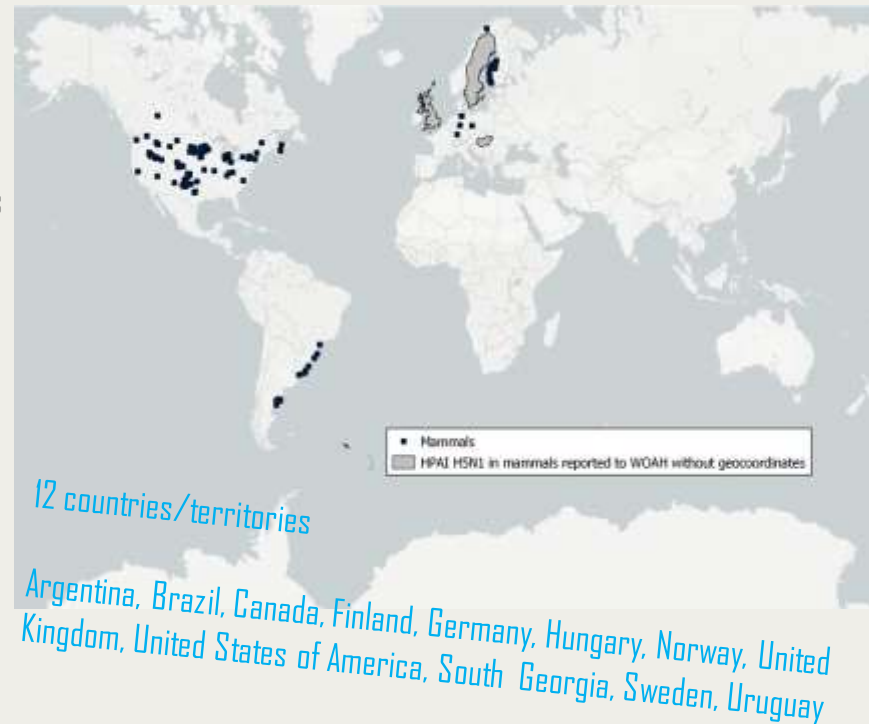 Mammals
HPAI H5N1 in mammals reported to WOAH without geocoordinates
12 countries/territories
Argentina, Brazil, Canada, Finland, Germany, Hungary, Norway, United
Kingdom, United States of America, South Georgia, Sweden, Uruguay